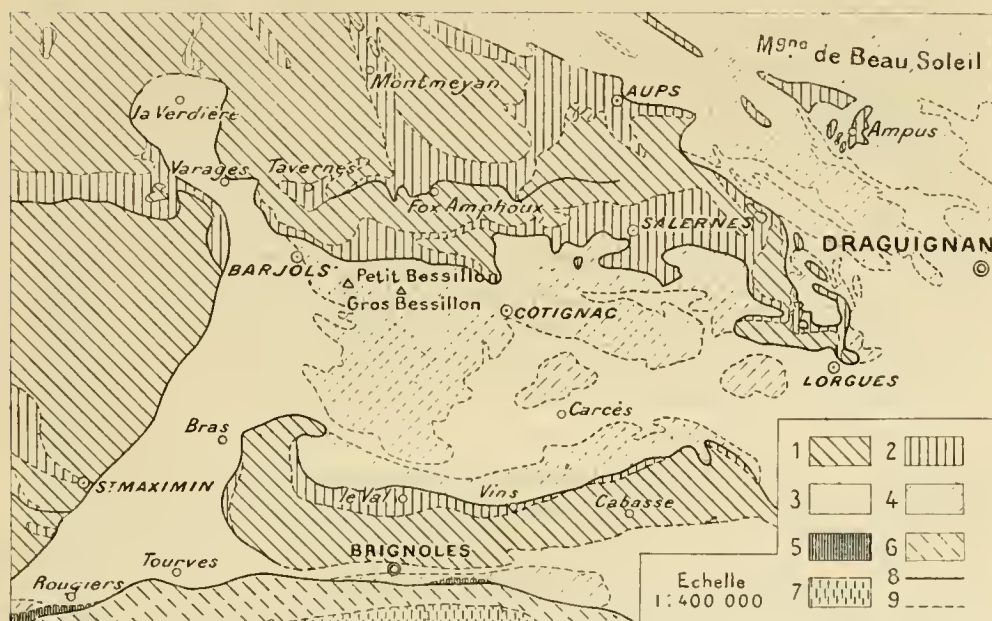 Mgne de Beau Soleil
Montmeyan
AUPS
la Verdière
Ampus
Varages
Tavernes
Fox Amphoux
SALERNES
DRAGUIGNAN
BARJOLS
Petit Bessillon
Gros Bessillon
COTIGNAC
LORGUES
Carcès
Bras
1 2
St MAXIMIN
le Val
Vins
Cabasse
3 4
BRIGNOLES
5 6
Tourves
Rougiers
Echelle
1:400 000
7 8
9